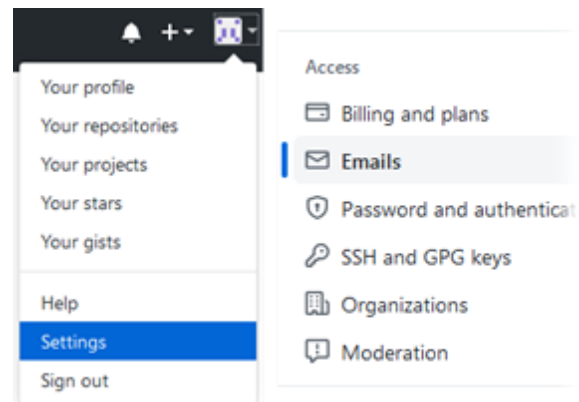 Your profile
Your repositories
Your projects
Your stars
Your gists
Help
Settings
Sign out
Access
Billing and plans
Emails
Password and authenticat
SSH and GPG keys
Organizations
Moderation